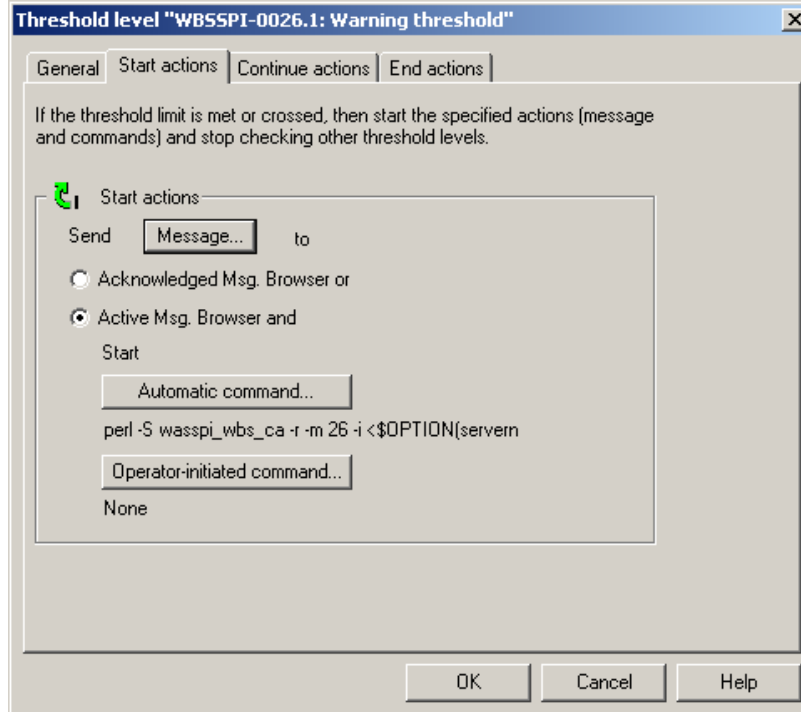 Threshold level "WBSSPI-0026.1: Warning threshold"
General Start actions Continue actions End actions
If the threshold limit is met or crossed, then start the specified actions (message
and commands) and stop checking other threshold levels.
Start actions
Send Message... to
Acknowledged Msg. Browser or
Active Msg. Browser and
Start
Automatic command...
perl -S wasspi_wbs_ca -r -m 26 -i <$OPTION(servern
Operator-initiated command...
None
OK Cancel Help